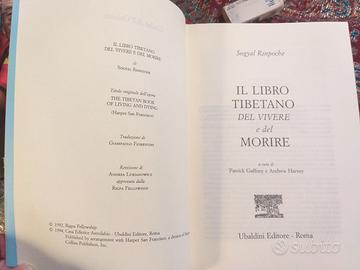 IL LIBRO TIBETANO
DEL VIVERE E DEL MORIRE
di
SOGYAL RINPOCHE
Titolo originale dell'opera
THE TIBETAN BOOK
OF LIVING AND DYING
(Harper San Francisco)
Traduzione di
GIAMPAOLO FIORENTINI
Revisione di
approvata dalla
RIGPA FELLOWSHIP
© 1992, Rigpa Fellowship
© 1994, Casa Editrice Astrolabio - Ubaldini Editore, Roma
Published by arrangement with Harper San Francisco, a division of
Collins Publishers, Inc.
Sogyal Rinpoche
IL LIBRO
TIBETANO
DEL VIVERE
e del
MORIRE
a cura di
Patrick Gaffney e Andrew Harvey
Ubaldini Editore - Roma
subito